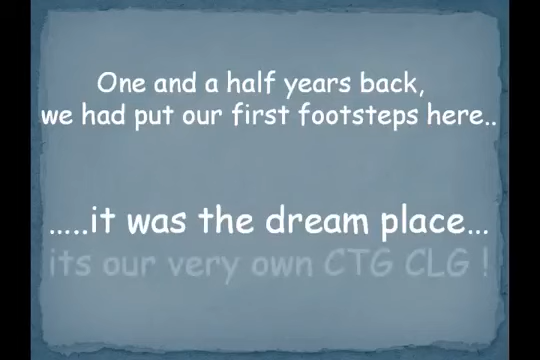 One and a half years back,
we had put our first footsteps here..
.....it was the dream place...
its our very own CTG CLG !